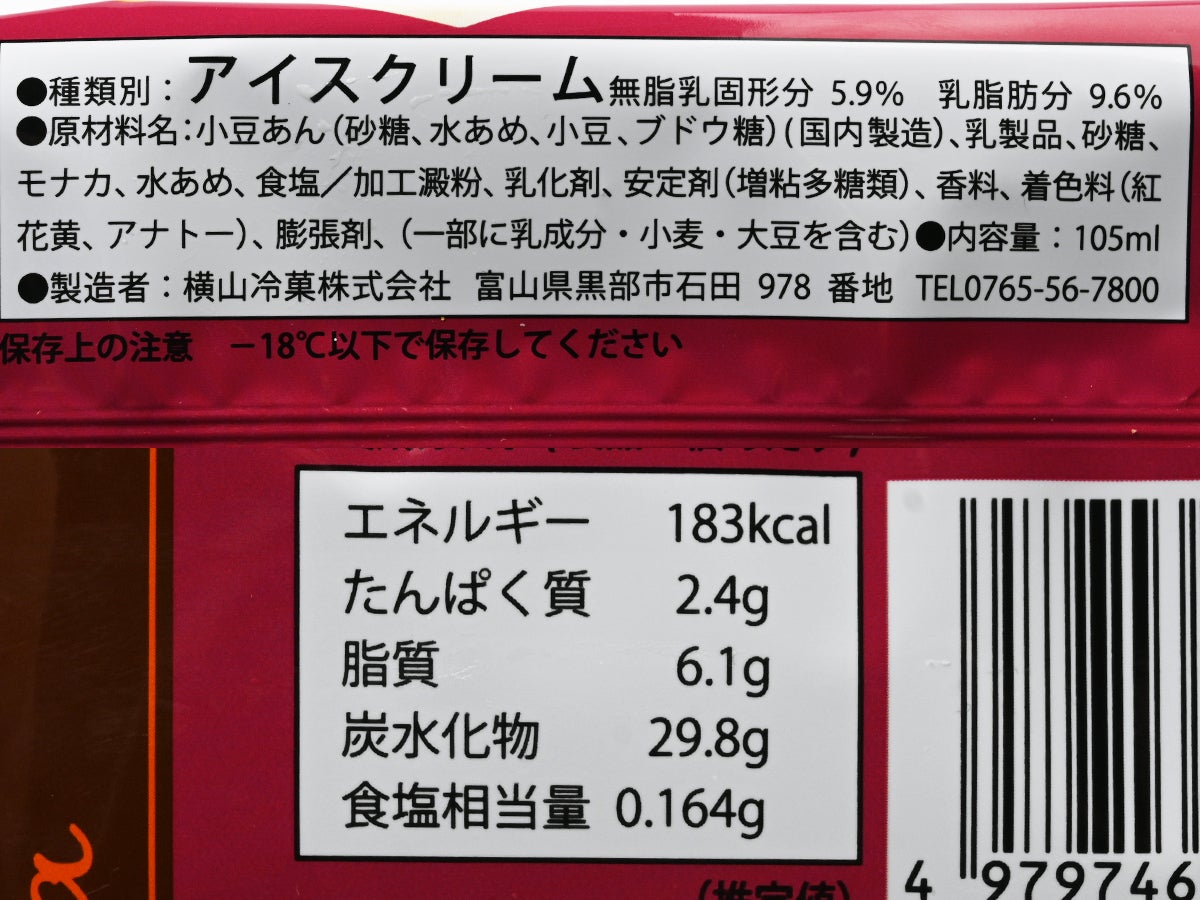 ●種類別：アイスクリーム無脂乳固形分 5.9% 乳脂肪分 9.6%
●原材料名：小豆あん（砂糖、水あめ、小豆、ブドウ糖）（国内製造）、乳製品、砂糖、
モナカ、水あめ、食塩／加工澱粉、乳化剤、安定剤（増粘多糖類）、香料、着色料（紅
花黄、アナトー）、膨張剤、（一部に乳成分・小麦・大豆を含む）●内容量：105ml
●製造者：横山冷菓株式会社 富山県黒部市石田 978 番地 TEL0765-56-7800
保存上の注意 －18℃以下で保存してください
エネルギー 183kcal
たんぱく質 2.4g
脂質 6.1g
炭水化物 29.8g
食塩相当量 0.164g
（推定値）
4 979746